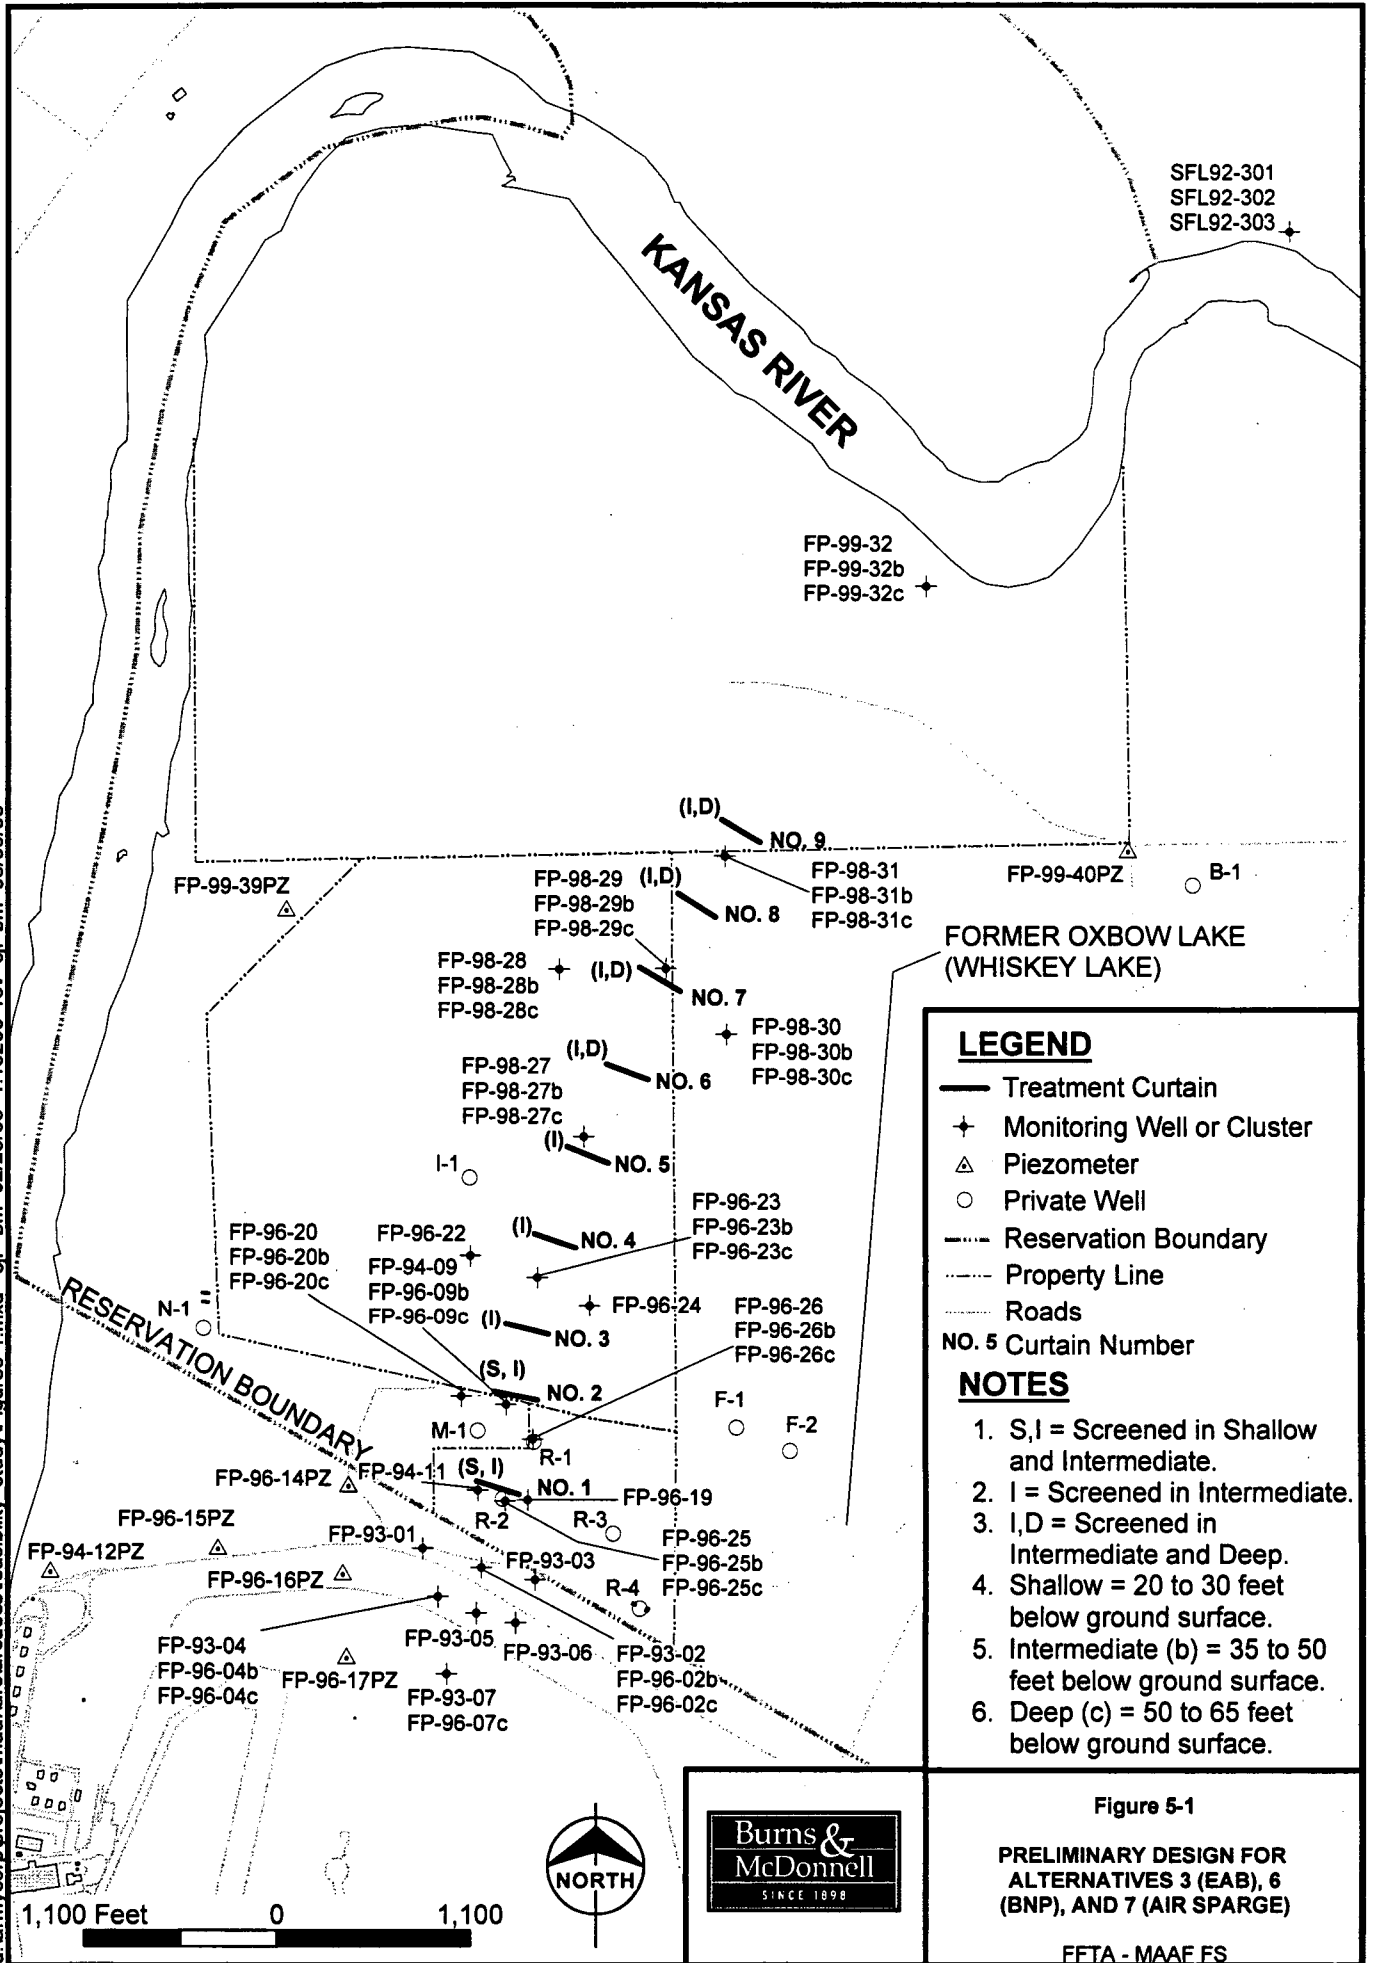 SFL92-301
SFL92-302
SFL92-303
KANSAS RIVER
FP-99-32
FP-99-32b
FP-99-32c
(I,D)
NO. 9
FP-99-39PZ
FP-98-29
FP-98-29b
FP-98-29c
(I,D)
NO. 8
FP-98-31
FP-98-31b
FP-98-31c
FP-99-40PZ
B-1
FORMER OXBOW LAKE
(WHISKEY LAKE)
FP-98-28
FP-98-28b
FP-98-28c
(I,D)
NO. 7
FP-98-30
FP-98-30b
FP-98-30c
(I,D)
NO. 6
FP-98-27
FP-98-27b
FP-98-27c
(I)
NO. 5
I-1
FP-96-23
FP-96-23b
FP-96-23c
FP-96-20
FP-96-20b
FP-96-20c
FP-96-22
(I)
NO. 4
FP-94-09
FP-96-09b
FP-96-09c
FP-96-24
FP-96-26
FP-96-26b
FP-96-26c
(I)
NO. 3
N-1
RESERVATION BOUNDARY
(S, I)
NO. 2
M-1
R-1
F-1
F-2
FP-96-14PZ
FP-94-11
(S, I)
NO. 1
FP-96-19
R-2
R-3
FP-96-15PZ
FP-93-01
FP-96-25
FP-96-25b
FP-96-25c
FP-94-12PZ
FP-96-16PZ
FP-93-03
R-4
FP-93-04
FP-96-04b
FP-96-04c
FP-93-05
FP-93-06
FP-93-02
FP-96-02b
FP-96-02c
FP-96-17PZ
FP-93-07
FP-96-07c
LEGEND
Treatment Curtain
Monitoring Well or Cluster
Piezometer
Private Well
Reservation Boundary
Property Line
Roads
NO. 5 Curtain Number
NOTES
1. S,I = Screened in Shallow
and Intermediate.
2. I = Screened in Intermediate.
3. I,D = Screened in
Intermediate and Deep.
4. Shallow = 20 to 30 feet
below ground surface.
5. Intermediate (b) = 35 to 50
feet below ground surface.
6. Deep (c) = 50 to 65 feet
below ground surface.
NORTH
1,100 Feet 0 1,100
Burns &
McDonnell
SINCE 1898
Figure 5-1
PRELIMINARY DESIGN FOR
ALTERNATIVES 3 (EAB), 6
(BNP), AND 7 (AIR SPARGE)
FFTA - MAAF FS